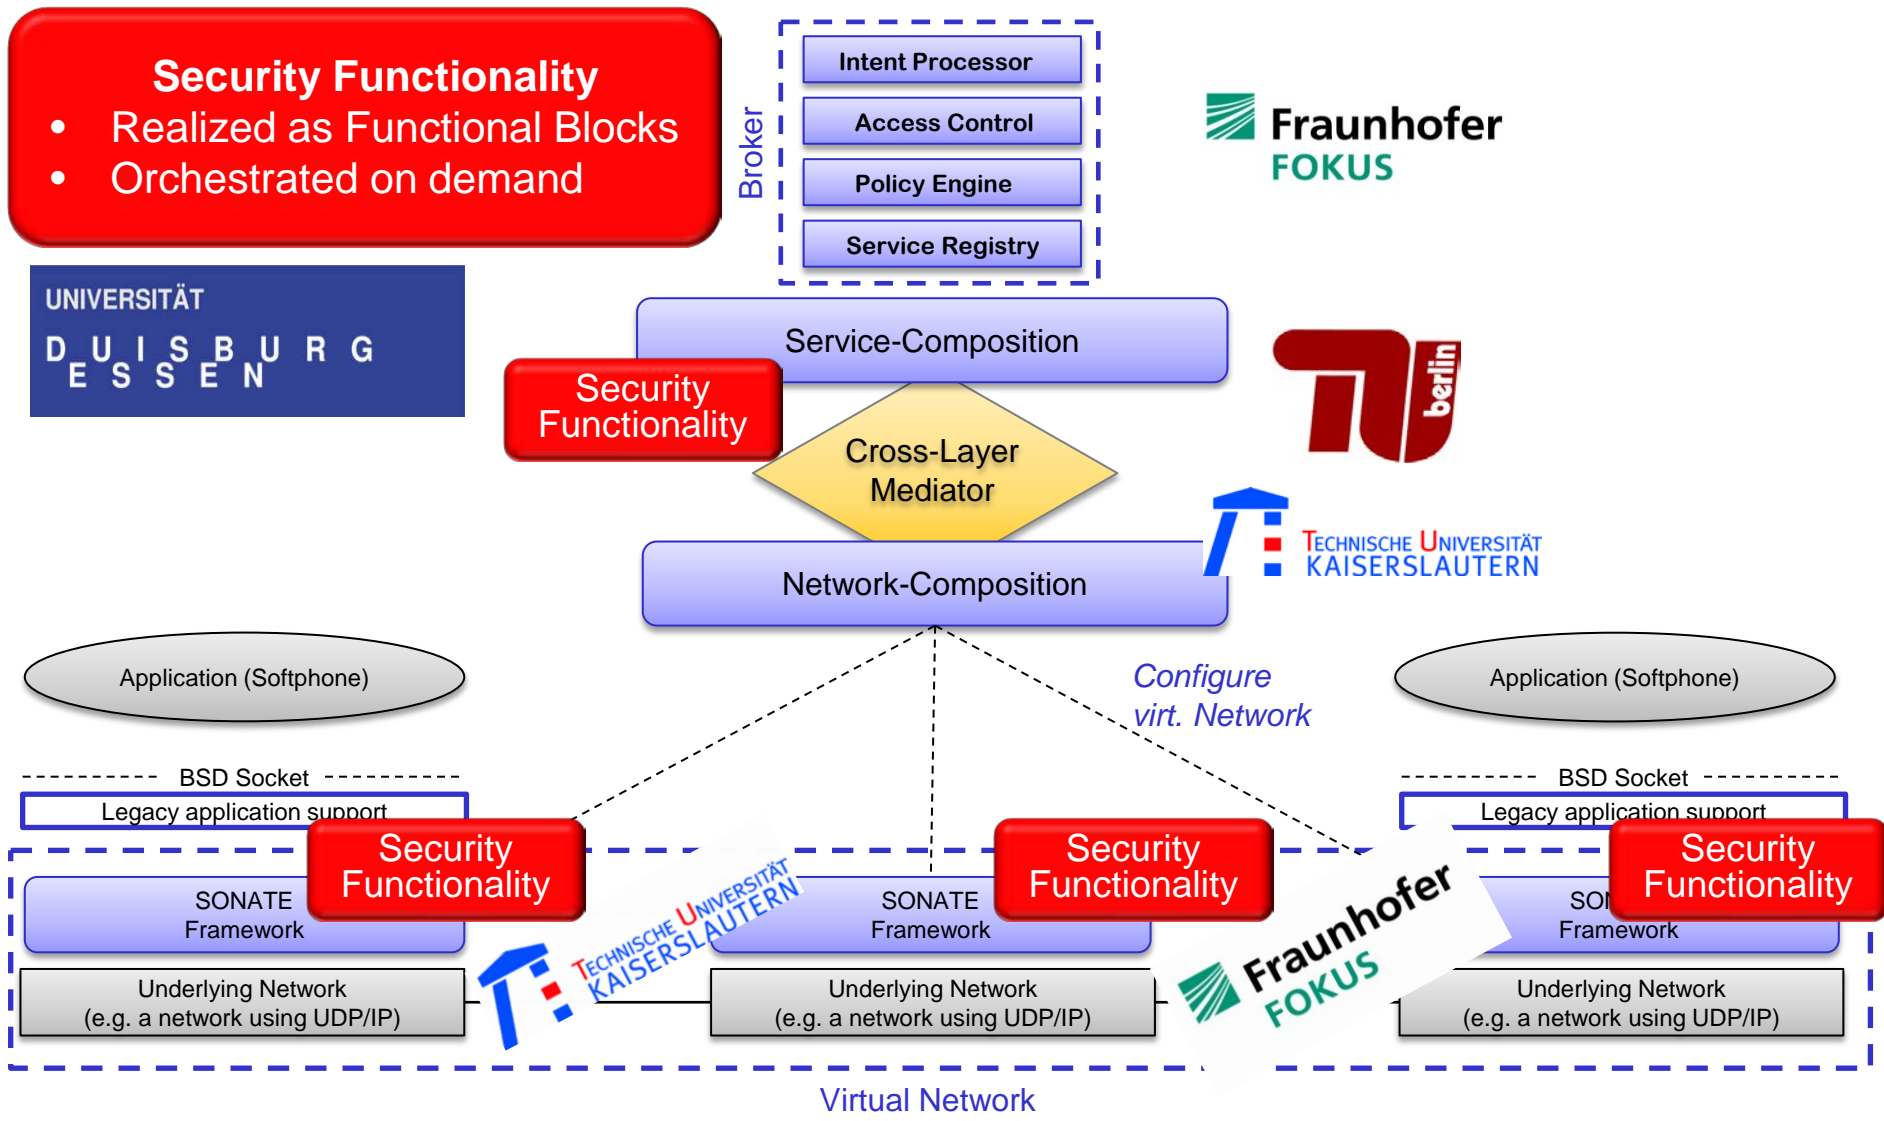 Security Functionality
• Realized as Functional Blocks
• Orchestrated on demand
Broker
Intent Processor
Access Control
Policy Engine
Service Registry
Fraunhofer
FOKUS
UNIVERSITÄT
DUISBURG
ESSEN
Service-Composition
Security
Functionality
Cross-Layer
Mediator
berlin
TECHNISCHE UNIVERSITÄT
KAISERSLAUTERN
Network-Composition
Configure
virt. Network
Application (Softphone)
Application (Softphone)
BSD Socket
Legacy application support
BSD Socket
Legacy application support
Security
Functionality
Security
Functionality
Security
Functionality
SONATE
Framework
TECHNISCHE UNIVERSITÄT
KAISERSLAUTERN
SONATE
Framework
Fraunhofer
FOKUS
SON
Framework
Underlying Network
(e.g. a network using UDP/IP)
Underlying Network
(e.g. a network using UDP/IP)
Underlying Network
(e.g. a network using UDP/IP)
Virtual Network